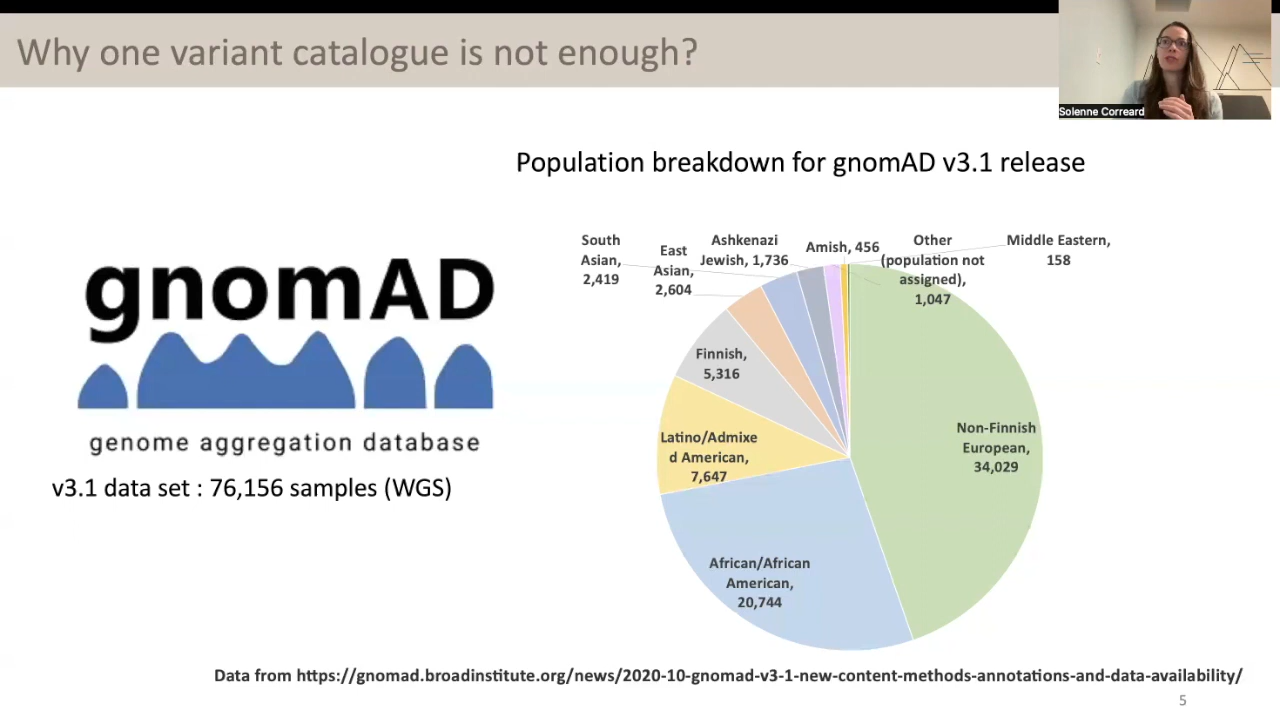 Why one variant catalogue is not enough?
Solenne Correard
Population breakdown for gnomAD v3.1 release
gnomAD
genome aggregation database
v3.1 data set : 76,156 samples (WGS)
South
Asian,
2,419
East
Asian,
2,604
Ashkenazi
Jewish, 1,736
Amish, 456
Other
(population not
assigned),
1,047
Middle Eastern,
158
Finnish,
5,316
Latino/Admixe
d American,
7,647
African/African
American,
20,744
Non-Finnish
European,
34,029
Data from https://gnomad.broadinstitute.org/news/2020-10-gnomad-v3-1-new-content-methods-annotations-and-data-availability/
5